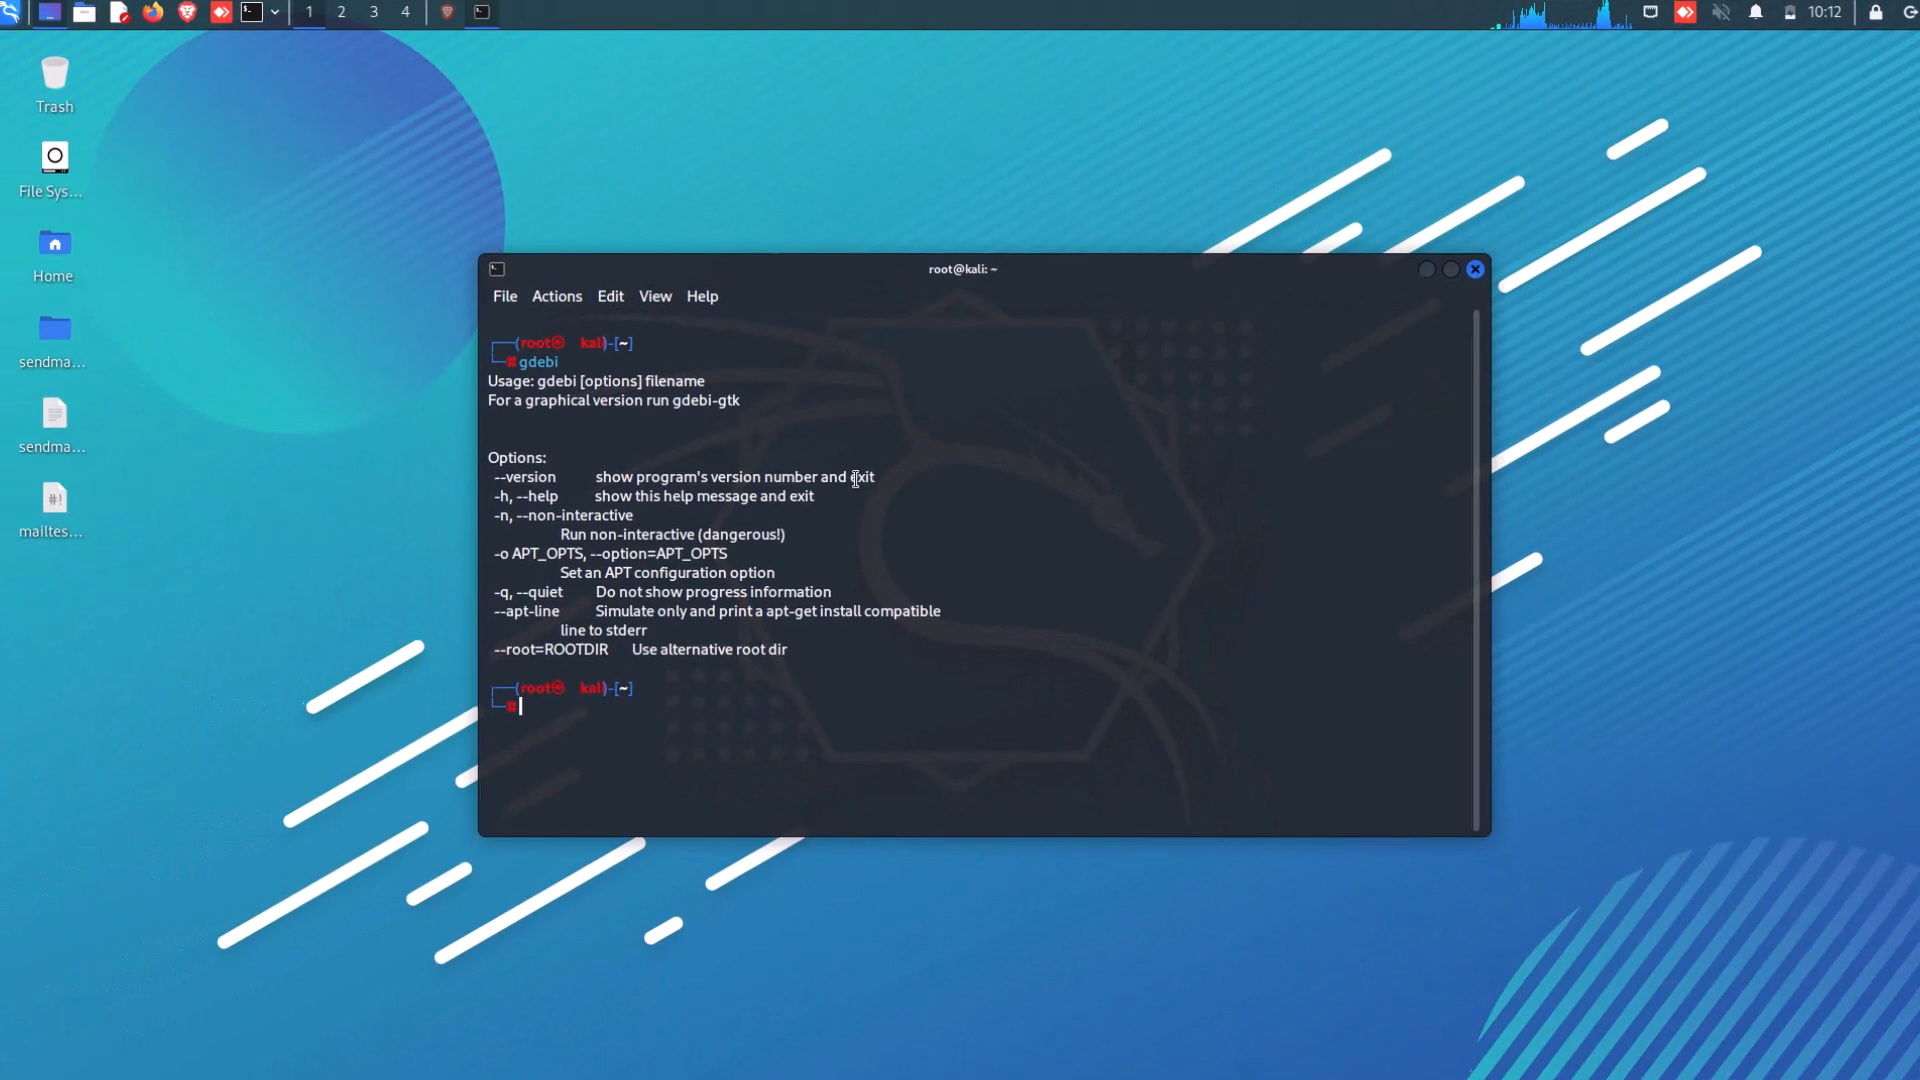 1 2 3 4
10:12
Trash
File Sys...
Home
sendma...
sendma...
mailtes...
root@kali: ~
File Actions Edit View Help
┌──(root㉿ kali)-[~]
└─# gdebi
Usage: gdebi [options] filename
For a graphical version run gdebi-gtk
Options:
--version show program's version number and exit
-h, --help show this help message and exit
-n, --non-interactive
Run non-interactive (dangerous!)
-o APT_OPTS, --option=APT_OPTS
Set an APT configuration option
-q, --quiet Do not show progress information
--apt-line Simulate only and print a apt-get install compatible
line to stderr
--root=ROOTDIR Use alternative root dir
┌──(root㉿ kali)-[~]
└─#